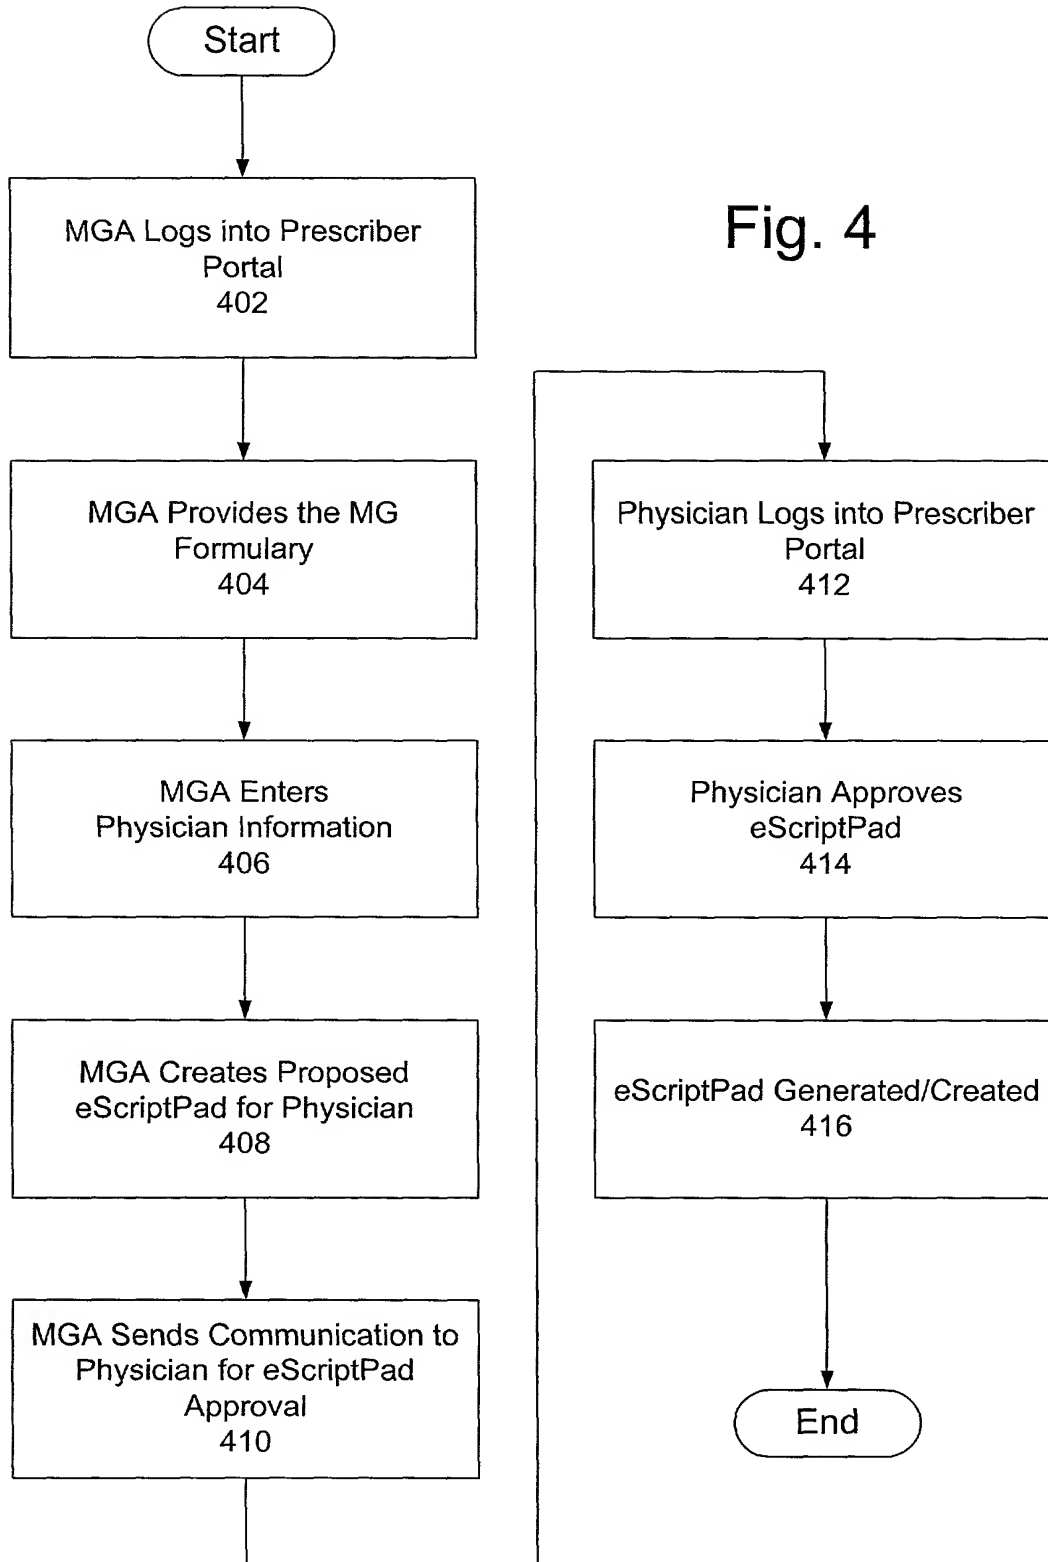 Start
MGA Logs into Prescriber
Portal
402
MGA Provides the MG
Formulary
404
MGA Enters
Physician Information
406
MGA Creates Proposed
eScriptPad for Physician
408
MGA Sends Communication to
Physician for eScriptPad
Approval
410
Fig. 4
Physician Logs into Prescriber
Portal
412
Physician Approves
eScriptPad
414
eScriptPad Generated/Created
416
End